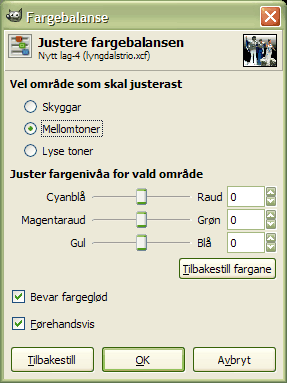 Fargebalanse
Justere fargebalansen
Nytt lag-4 (lyngdalstrio.xcf)
Vel område som skal justerast
Skyggar
Mellomtoner
Lyse toner
Juster fargenivåa for vald område
Cyanblå Raud 0
Magentaraud Grøn 0
Gul Blå 0
Tilbakestill fargane
Bevar fargeglød
Førehandsvis
Tilbakestill OK Avbryt